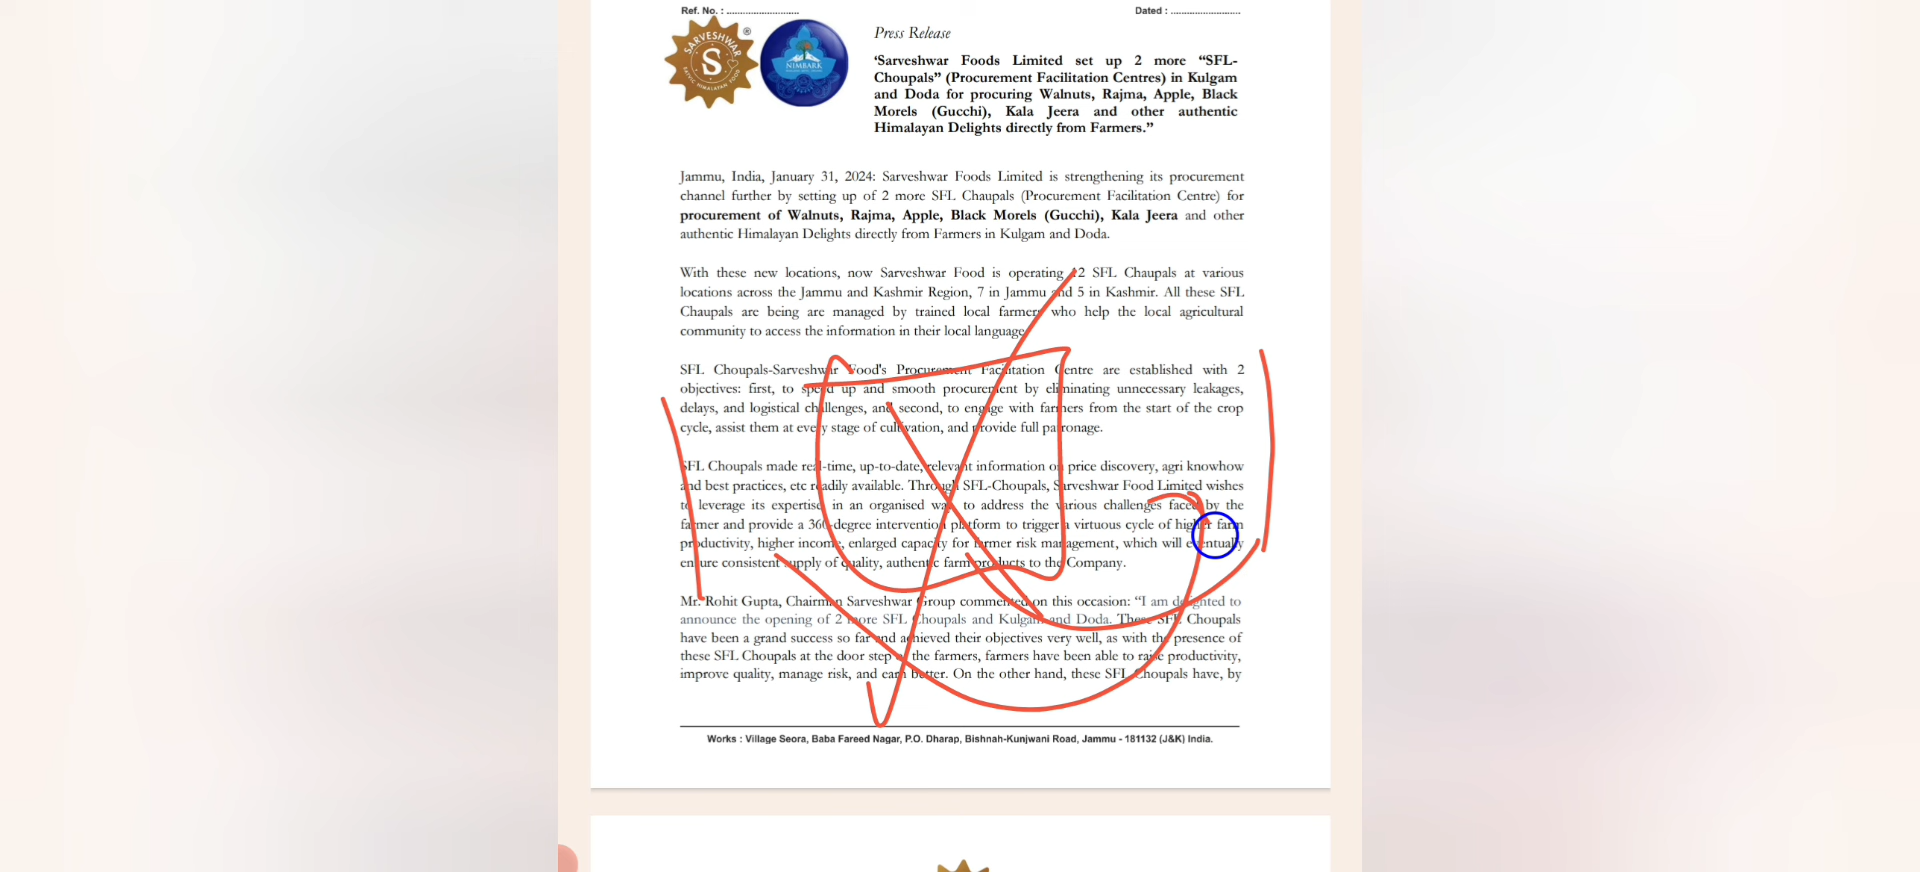 Ref. No. : ..........................
Dated : .........................
SARVESHWAR
®
S
SATVIC HIMALAYAN FOOD
NIMBARK
Press Release
‘Sarveshwar Foods Limited set up 2 more “SFL-
Choupals” (Procurement Facilitation Centres) in Kulgam
and Doda for procuring Walnuts, Rajma, Apple, Black
Morels (Gucchi), Kala Jeera and other authentic
Himalayan Delights directly from Farmers.”
Jammu, India, January 31, 2024: Sarveshwar Foods Limited is strengthening its procurement
channel further by setting up of 2 more SFL Chaupals (Procurement Facilitation Centre) for
procurement of Walnuts, Rajma, Apple, Black Morels (Gucchi), Kala Jeera and other
authentic Himalayan Delights directly from Farmers in Kulgam and Doda.
With these new locations, now Sarveshwar Food is operating 12 SFL Chaupals at various
locations across the Jammu and Kashmir Region, 7 in Jammu and 5 in Kashmir. All these SFL
Chaupals are being are managed by trained local farmers who help the local agricultural
community to access the information in their local language.
SFL Choupals-Sarveshwar Food's Procurement Facilitation Centre are established with 2
objectives: first, to speed up and smooth procurement by eliminating unnecessary leakages,
delays, and logistical challenges, and second, to engage with farmers from the start of the crop
cycle, assist them at every stage of cultivation, and provide full patronage.
SFL Choupals made real-time, up-to-date, relevant information on price discovery, agri knowhow
and best practices, etc readily available. Through SFL-Choupals, Sarveshwar Food Limited wishes
to leverage its expertise in an organised way to address the various challenges faced by the
farmer and provide a 360-degree intervention platform to trigger a virtuous cycle of higher farm
productivity, higher income, enlarged capacity for farmer risk management, which will eventually
ensure consistent supply of quality, authentic farm products to the Company.
Mr. Rohit Gupta, Chairman Sarveshwar Group commented on this occasion: “I am delighted to
announce the opening of 2 more SFL Choupals and Kulgam and Doda. These SFL Choupals
have been a grand success so far and achieved their objectives very well, as with the presence of
these SFL Choupals at the door step of the farmers, farmers have been able to raise productivity,
improve quality, manage risk, and earn better. On the other hand, these SFL Choupals have, by
Works : Village Seora, Baba Fareed Nagar, P.O. Dharap, Bishnah-Kunjwani Road, Jammu - 181132 (J&K) India.